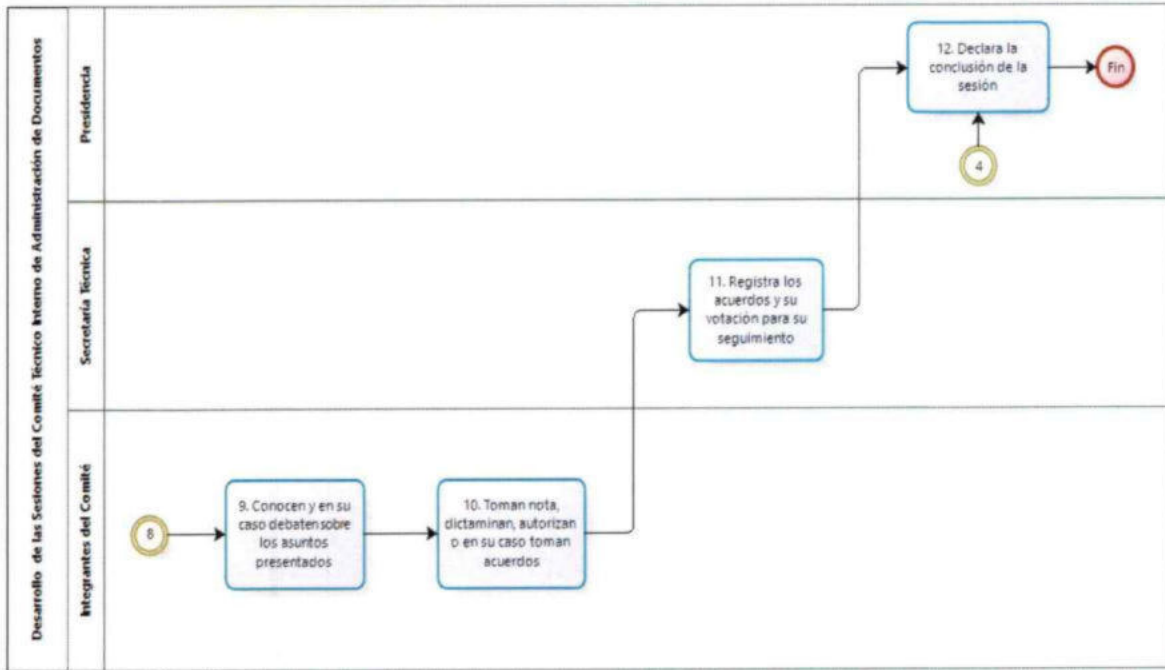 Desarrollo de las Sesiones del Comité Técnico Interno de Administración de Documentos
Presidencia
12. Declara la
conclusión de la
sesión
Fin
4
Secretaría Técnica
11. Registra los
acuerdos y su
votación para su
seguimiento
Integrantes del Comité
8
9. Conocen y en su
caso debaten sobre
los asuntos
presentados
10. Toman nota,
dictaminan, autorizan
o en su caso toman
acuerdos